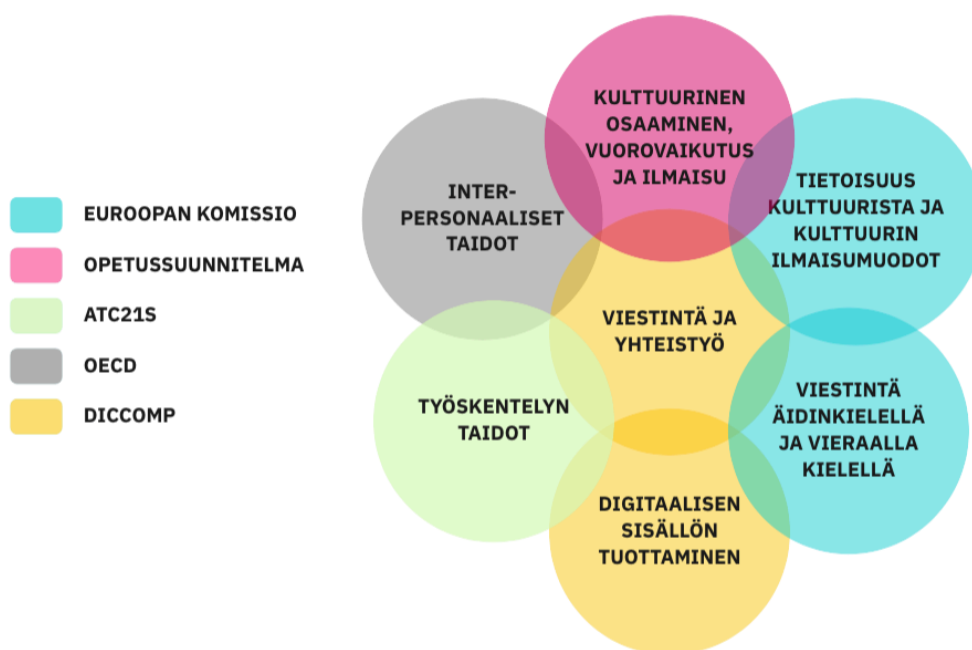 EUROOPAN KOMISSIO
OPETUSSUUNNITELMA
ATC21S
OECD
DICCOMP
KULTTUURINEN
OSAAMINEN,
VUOROVAIKUTUS
JA ILMAISU
INTER-
PERSONAALISET
TAIDOT
TIETOISUUS
KULTTUURISTA JA
KULTTUURIN
ILMAISUMUODOT
VIESTINTÄ JA
YHTEISTYÖ
TYÖSKENTELYN
TAIDOT
VIESTINTÄ
ÄIDINKIELELLÄ
JA VIERAALLA
KIELELLÄ
DIGITAALISEN
SISÄLLÖN
TUOTTAMINEN